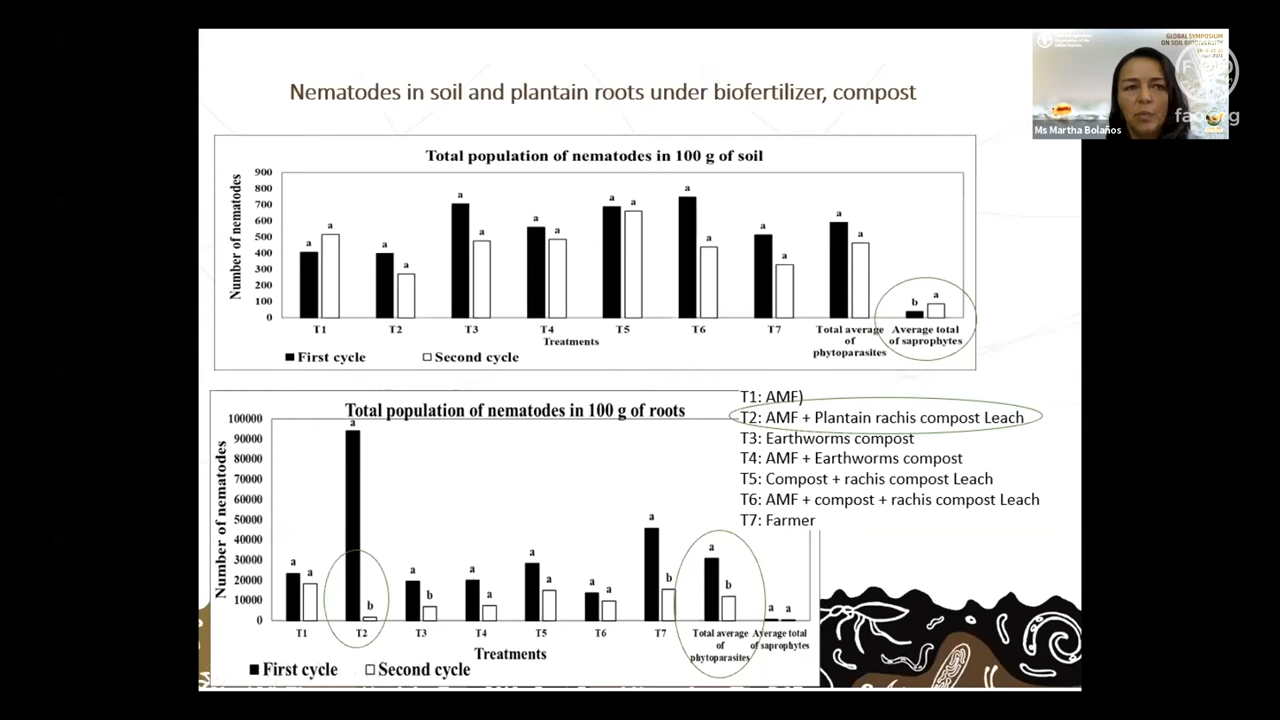 Nematodes in soil and plantain roots under biofertilizer, compost
GLOBAL SYMPOSIUM
ON SOIL BIODIVERSITY
fao.org
Ms Martha Bolaños
Total population of nematodes in 100 g of soil
Number of nematodes
900
800
700
600
500
400
300
200
100
0
a a a a a a a a a a a a a a a a b a
T1 T2 T3 T4 T5 T6 T7 Total average of phytoparasites Average total of saprophytes
Treatments
First cycle Second cycle
Total population of nematodes in 100 g of roots
Number of nematodes
100000
90000
80000
70000
60000
50000
40000
30000
20000
10000
0
a a a b a b a a a a a a a b a b a a
T1 T2 T3 T4 T5 T6 T7 Total average of phytoparasites Average total of saprophytes
Treatments
First cycle Second cycle
T1: AMF)
T2: AMF + Plantain rachis compost Leach
T3: Earthworms compost
T4: AMF + Earthworms compost
T5: Compost + rachis compost Leach
T6: AMF + compost + rachis compost Leach
T7: Farmer